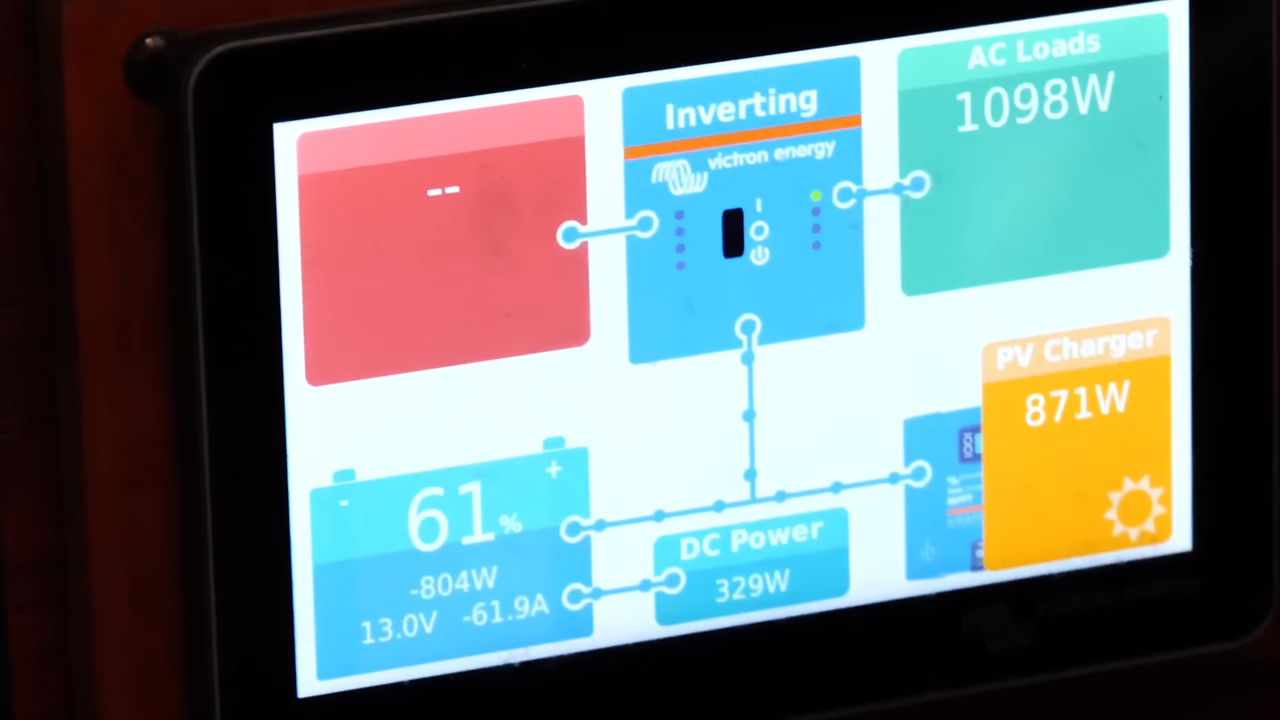 --
Inverting
victron energy
AC Loads
1098W
PV Charger
871W
- +
61%
-804W
13.0V -61.9A
DC Power
329W